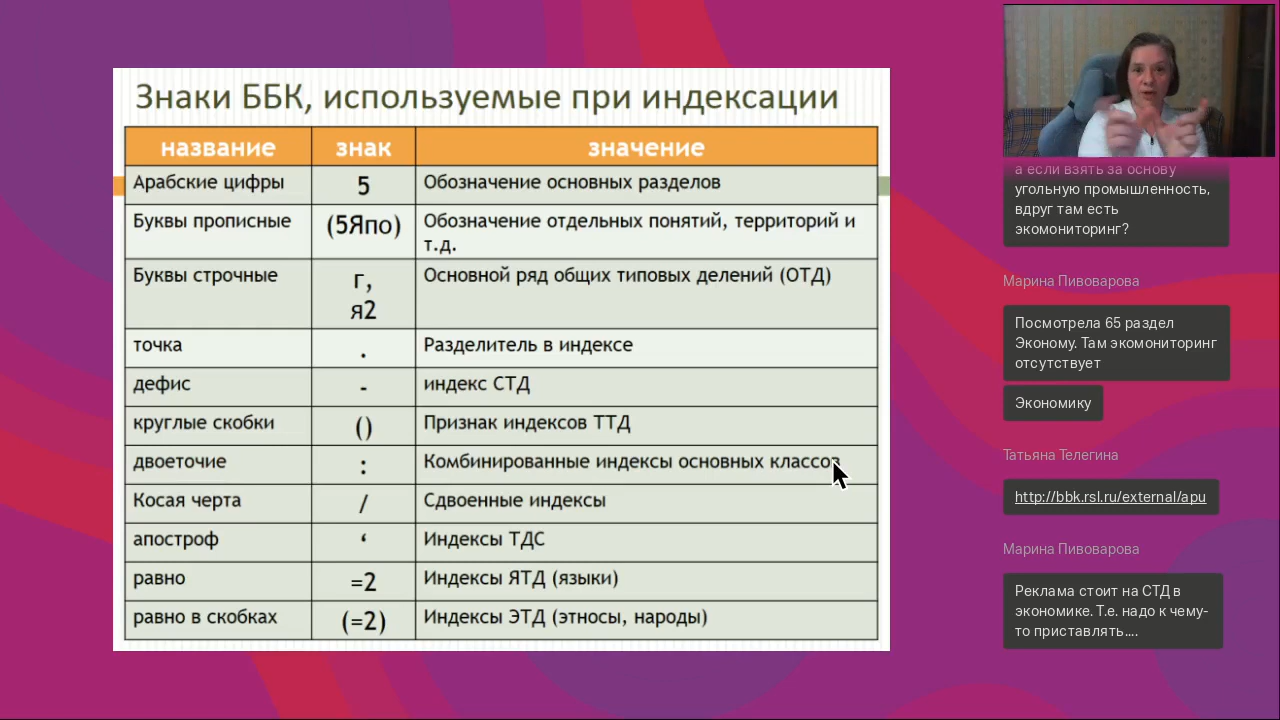 Знаки ББК, используемые при индексации
название знак значение
Арабские цифры 5 Обозначение основных разделов
Буквы прописные (5Япо) Обозначение отдельных понятий, территорий и
т.д.
Буквы строчные г, Основной ряд общих типовых делений (ОТД)
я2
точка . Разделитель в индексе
дефис - индекс СТД
круглые скобки () Признак индексов ТТД
двоеточие : Комбинированные индексы основных классов
Косая черта / Сдвоенные индексы
апостроф ‘ Индексы ТДС
равно =2 Индексы ЯТД (языки)
равно в скобках (=2) Индексы ЭТД (этносы, народы)
а если взять за основу
угольную промышленность,
вдруг там есть
экомониторинг?
Марина Пивоварова
Посмотрела 65 раздел
Эконому. Там экомониторинг
отсутствует
Экономику
Татьяна Телегина
http://bbk.rsl.ru/external/apu
Марина Пивоварова
Реклама стоит на СТД в
экономике. Т.е. надо к чему-
то приставлять....